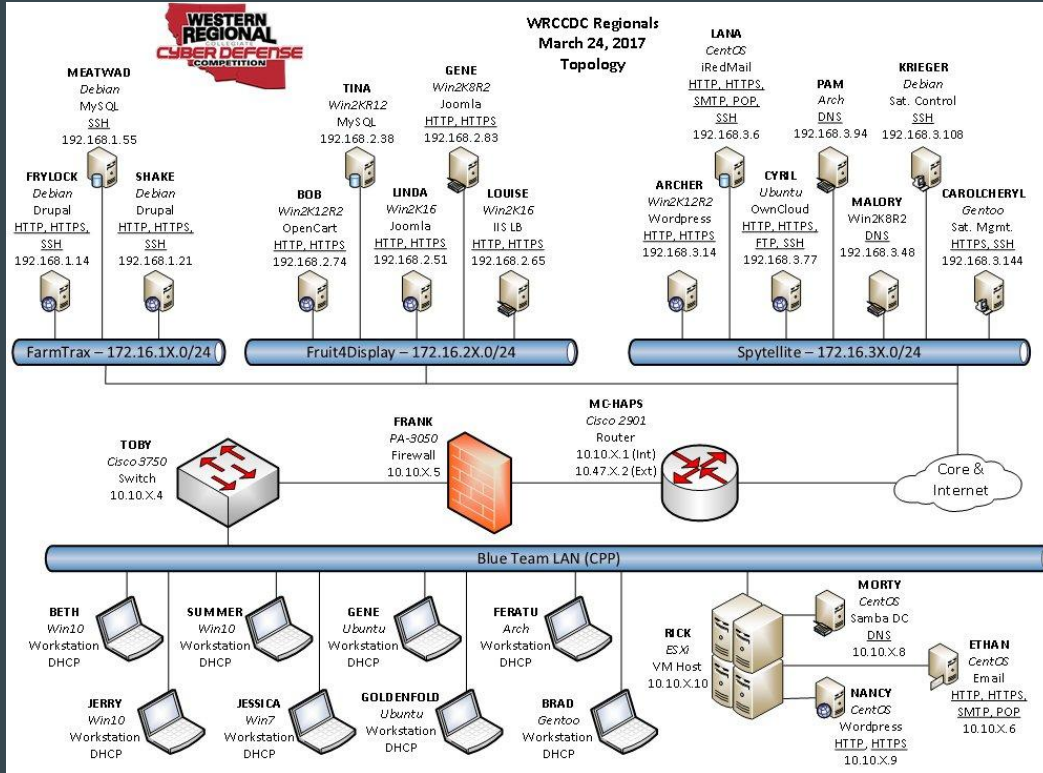 WESTERN
REGIONAL
COLLEGIATE
CYBER DEFENSE
COMPETITION
WRCCDC Regionals
March 24, 2017
Topology
MEATWAD
Debian
MySQL
SSH
192.168.1.55
FRYLOCK
Debian
Drupal
HTTP, HTTPS,
SSH
192.168.1.14
SHAKE
Debian
Drupal
HTTP, HTTPS,
SSH
192.168.1.21
TINA
Win2KR12
MySQL
192.168.2.38
GENE
Win2K8R2
Joomla
HTTP, HTTPS
192.168.2.83
BOB
Win2K12R2
OpenCart
HTTP, HTTPS
192.168.2.74
LINDA
Win2K16
Joomla
HTTP, HTTPS
192.168.2.51
LOUISE
Win2K16
IIS LB
HTTP, HTTPS
192.168.2.65
LANA
CentOS
iRedMail
HTTP, HTTPS,
SMTP, POP,
SSH
192.168.3.6
PAM
Arch
DNS
192.168.3.94
KRIEGER
Debian
Sat. Control
SSH
192.168.3.108
ARCHER
Win2K12R2
Wordpress
HTTP, HTTPS
192.168.3.14
CYRIL
Ubuntu
OwnCloud
HTTP, HTTPS,
FTP, SSH
192.168.3.77
MALORY
Win2K8R2
DNS
192.168.3.48
CAROLCHERYL
Gentoo
Sat. Mgmt.
HTTPS, SSH
192.168.3.144
FarmTrax – 172.16.1X.0/24
Fruit4Display – 172.16.2X.0/24
Spytellite – 172.16.3X.0/24
TOBY
Cisco 3750
Switch
10.10.X.4
FRANK
PA-3050
Firewall
10.10.X.5
MC-HAPS
Cisco 2901
Router
10.10.X.1 (Int)
10.47.X.2 (Ext)
Core &
Internet
Blue Team LAN (CPP)
BETH
Win10
Workstation
DHCP
SUMMER
Win10
Workstation
DHCP
GENE
Ubuntu
Workstation
DHCP
FERATU
Arch
Workstation
DHCP
JERRY
Win10
Workstation
DHCP
JESSICA
Win7
Workstation
DHCP
GOLDENFOLD
Ubuntu
Workstation
DHCP
BRAD
Gentoo
Workstation
DHCP
RICK
ESXi
VM Host
10.10.X.10
MORTY
CentOS
Samba DC
DNS
10.10.X.8
ETHAN
CentOS
Email
HTTP, HTTPS,
SMTP, POP
10.10.X.6
NANCY
CentOS
Wordpress
HTTP, HTTPS
10.10.X.9